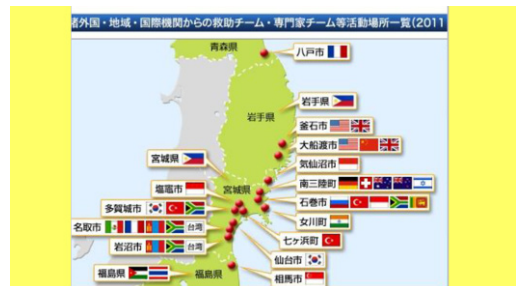 諸外国・地域・国際機関からの救助チーム・専門家チーム等活動場所一覧(2011
青森県
八戸市
岩手県
岩手県
釜石市
大船渡市
宮城県
気仙沼市
塩竈市
宮城県
南三陸町
多賀城市
石巻市
名取市 台湾
女川町
岩沼市 台湾
七ヶ浜町
仙台市
福島県
福島県
相馬市